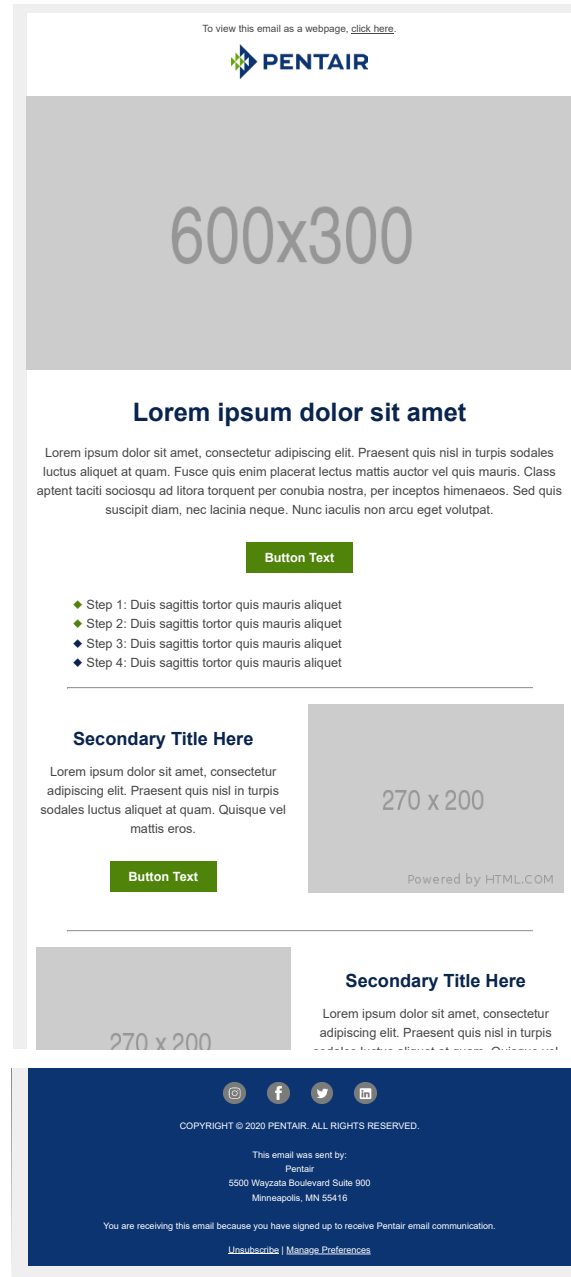 To view this email as a webpage, click here.
PENTAIR
600x300
Lorem ipsum dolor sit amet
Lorem ipsum dolor sit amet, consectetur adipiscing elit. Praesent quis nisl in turpis sodales
luctus aliquet at quam. Fusce quis enim placerat lectus mattis auctor vel quis mauris. Class
aptent taciti sociosqu ad litora torquent per conubia nostra, per inceptos himenaeos. Sed quis
suscipit diam, nec lacinia neque. Nunc iaculis non arcu eget volutpat.
Button Text
◆ Step 1: Duis sagittis tortor quis mauris aliquet
◆ Step 2: Duis sagittis tortor quis mauris aliquet
◆ Step 3: Duis sagittis tortor quis mauris aliquet
◆ Step 4: Duis sagittis tortor quis mauris aliquet
Secondary Title Here
Lorem ipsum dolor sit amet, consectetur
adipiscing elit. Praesent quis nisl in turpis
sodales luctus aliquet at quam. Quisque vel
mattis eros.
Button Text
270 x 200
Powered by HTML.COM
270 x 200
Secondary Title Here
Lorem ipsum dolor sit amet, consectetur
adipiscing elit. Praesent quis nisl in turpis
sodales luctus aliquet at quam. Quisque vel
COPYRIGHT © 2020 PENTAIR. ALL RIGHTS RESERVED.
This email was sent by:
Pentair
5500 Wayzata Boulevard Suite 900
Minneapolis, MN 55416
You are receiving this email because you have signed up to receive Pentair email communication.
Unsubscribe | Manage Preferences